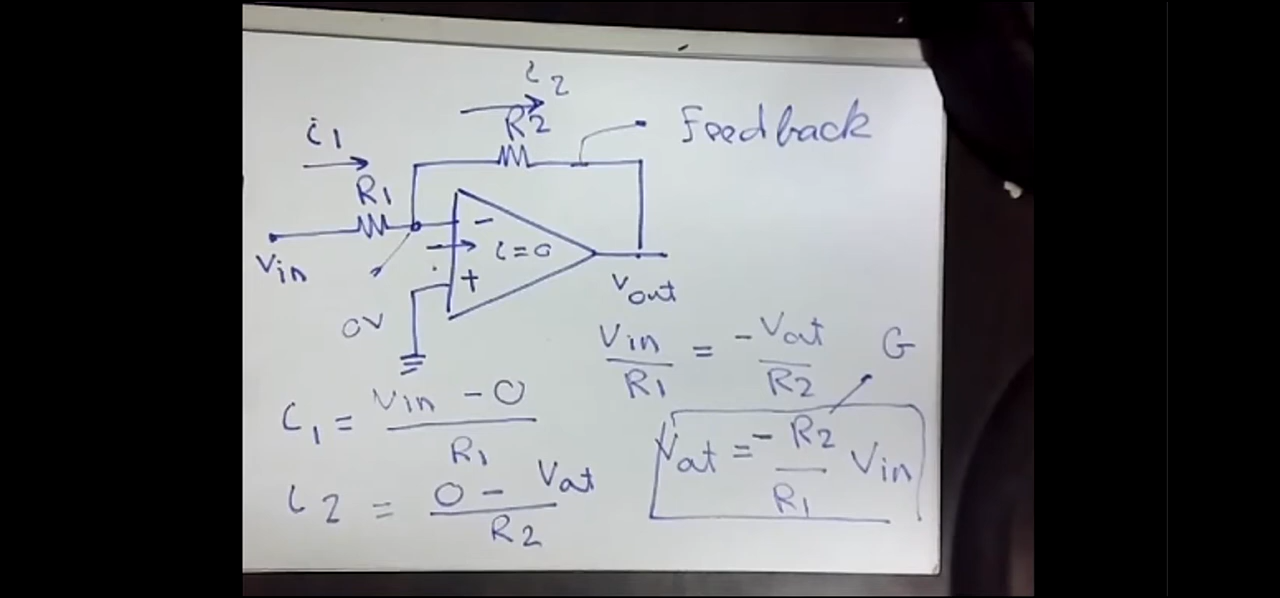 i2
R2
Feedback
i1
R1
-
i=0
+
Vin
Vout
0V
Vin/R1 = -Vout/R2
G
i1 = Vin - 0/R1
Vout = - R2/R1 Vin
i2 = 0 - Vout/R2